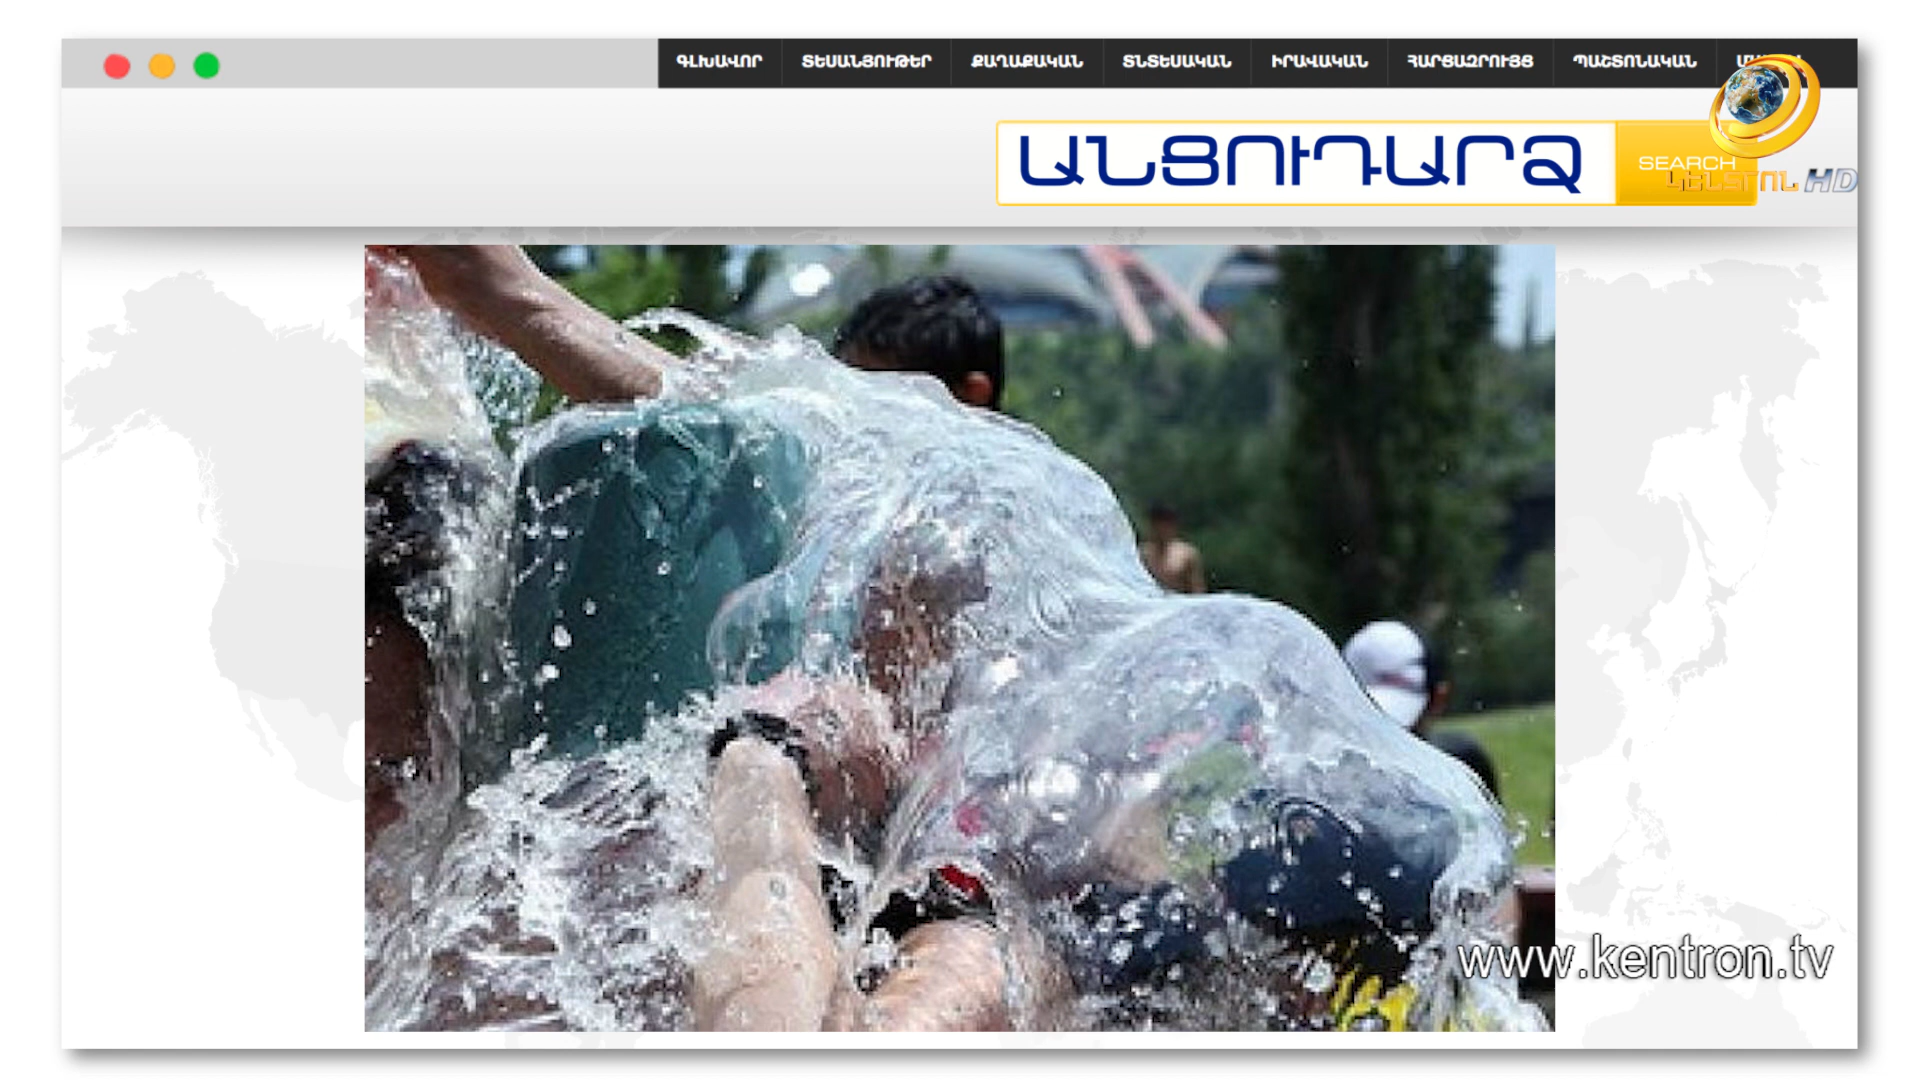 ԳԼԽԱՎՈՐ ՏԵՍԱՆՅՈՒԹԵՐ ՔԱՂԱՔԱԿԱՆ ՏՆՏԵՍԱԿԱՆ ԻՐԱՎԱԿԱՆ ՀԱՐՑԱԶՐՈՒՅՑ ՊԱՇՏՈՆԱԿԱՆ
ԱՆՑՈՒԴԱՐՁ
SEARCH
ԿԵՆՏՐՈՆ HD
www.kentron.tv